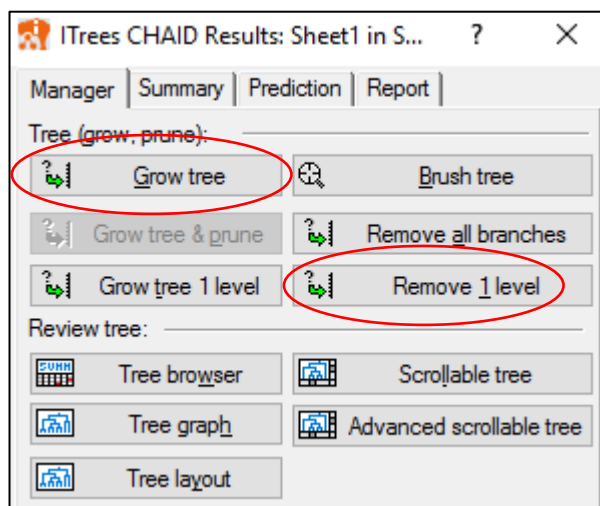 ITrees CHAID Results: Sheet1 in S... ?
Manager Summary Prediction Report
Tree (grow, prune):
Grow tree Brush tree
Grow tree & prune Remove all branches
Grow tree 1 level Remove 1 level
Review tree:
SUMM Tree browser Scrollable tree
Tree graph Advanced scrollable tree
Tree layout